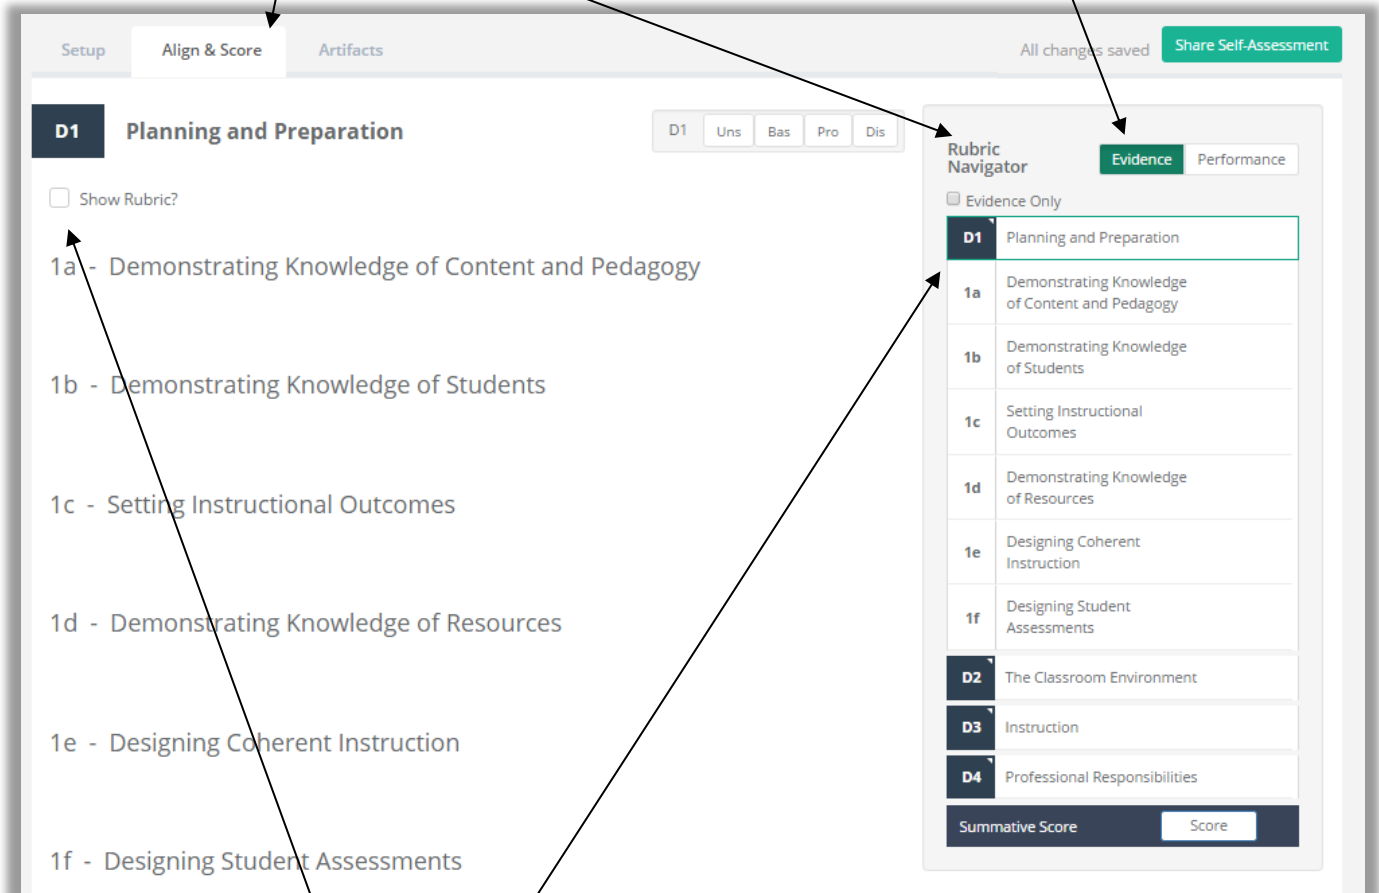 Setup Align & Score Artifacts All changes saved Share Self-Assessment
D1 Planning and Preparation D1 Uns Bas Pro Dis
Show Rubric?
1a - Demonstrating Knowledge of Content and Pedagogy
1b - Demonstrating Knowledge of Students
1c - Setting Instructional Outcomes
1d - Demonstrating Knowledge of Resources
1e - Designing Coherent Instruction
1f - Designing Student Assessments
Rubric
Navigator
Evidence Performance
Evidence Only
D1 Planning and Preparation
1a Demonstrating Knowledge
of Content and Pedagogy
1b Demonstrating Knowledge
of Students
1c Setting Instructional
Outcomes
1d Demonstrating Knowledge
of Resources
1e Designing Coherent
Instruction
1f Designing Student
Assessments
D2 The Classroom Environment
D3 Instruction
D4 Professional Responsibilities
Summative Score Score